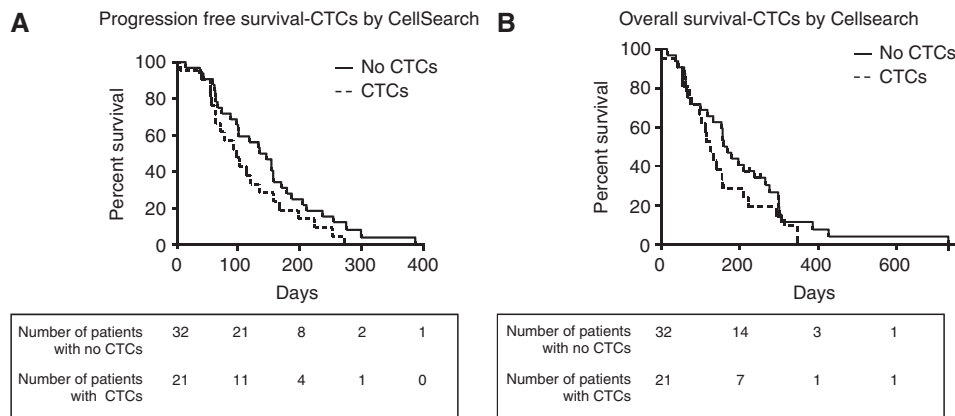 A
Progression free survival-CTCs by CellSearch
Percent survival
100
80
60
40
20
0
No CTCs
CTCs
0 100 200 300 400
Days
Number of patients with no CTCs 32 21 8 2 1
Number of patients with CTCs 21 11 4 1 0
B
Overall survival-CTCs by Cellsearch
Percent survival
100
80
60
40
20
0
No CTCs
CTCs
0 200 400 600
Days
Number of patients with no CTCs 32 14 3 1
Number of patients with CTCs 21 7 1 1